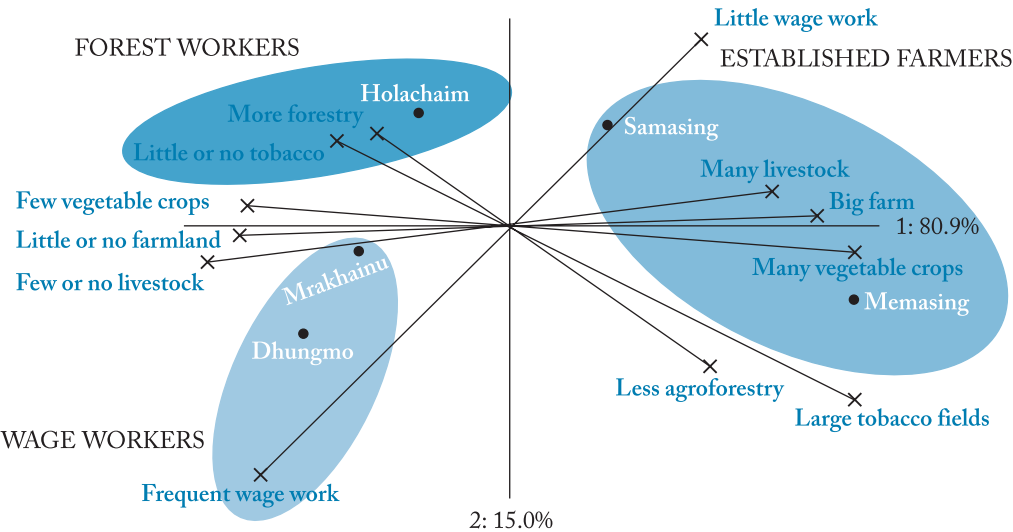 Little wage work
FOREST WORKERS
ESTABLISHED FARMERS
Holachaim
More forestry
Samasing
Little or no tobacco
Many livestock
Few vegetable crops
Big farm
1: 80.9%
Little or no farmland
Many vegetable crops
Few or no livestock
Mrakhainu
Memasing
Dhungmo
Less agroforestry
Large tobacco fields
WAGE WORKERS
Frequent wage work
2: 15.0%